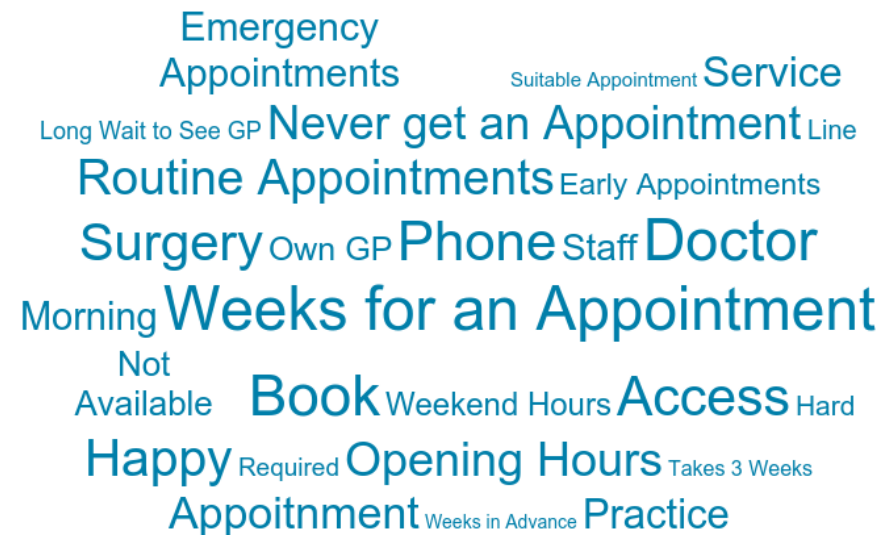 Emergency
Appointments Suitable Appointment Service
Long Wait to See GP Never get an Appointment Line
Routine Appointments Early Appointments
Surgery Own GP Phone Staff Doctor
Morning Weeks for an Appointment
Not
Available Book Weekend Hours Access Hard
Happy Required Opening Hours Takes 3 Weeks
Appoitnment Weeks in Advance Practice